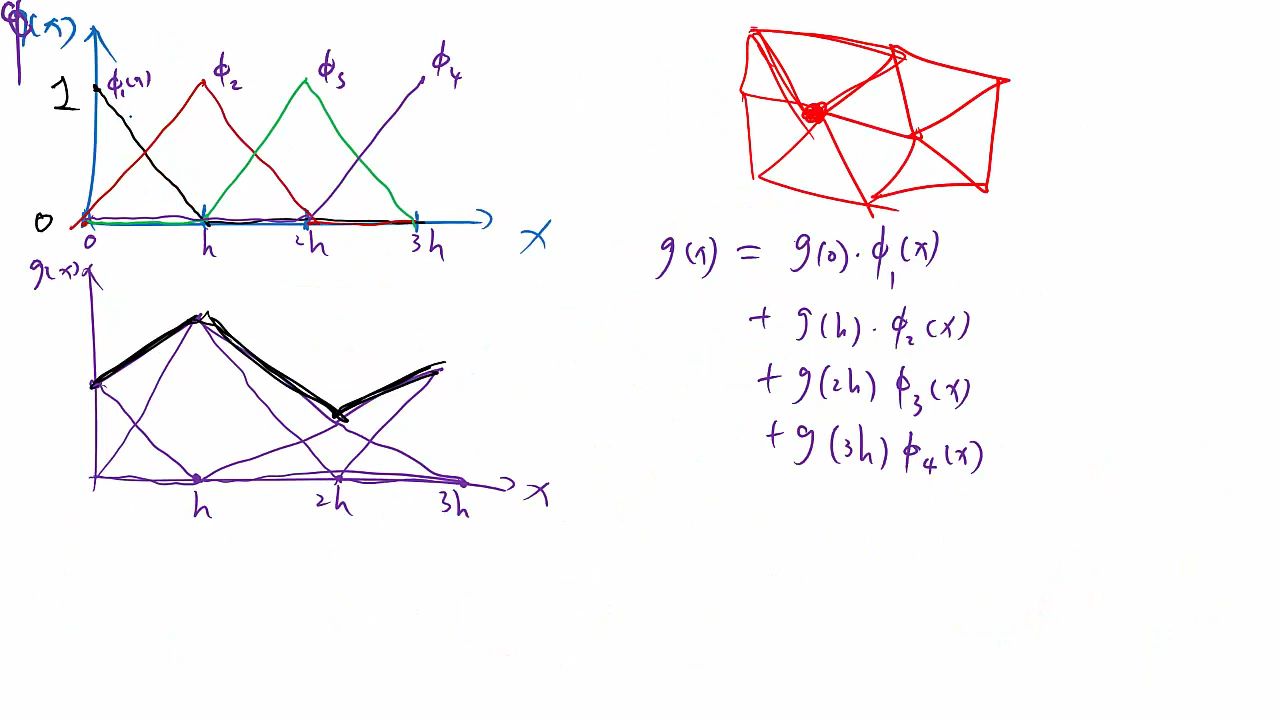 ϕ(x)
1
ϕ₁(x)
ϕ₂
ϕ₃
ϕ₄
0
0 h 2h 3h
x
g(x)
h 2h 3h
x
g(x) = g(0)·ϕ₁(x)
+ g(h)·ϕ₂(x)
+ g(2h) ϕ₃(x)
+ g(3h) ϕ₄(x)